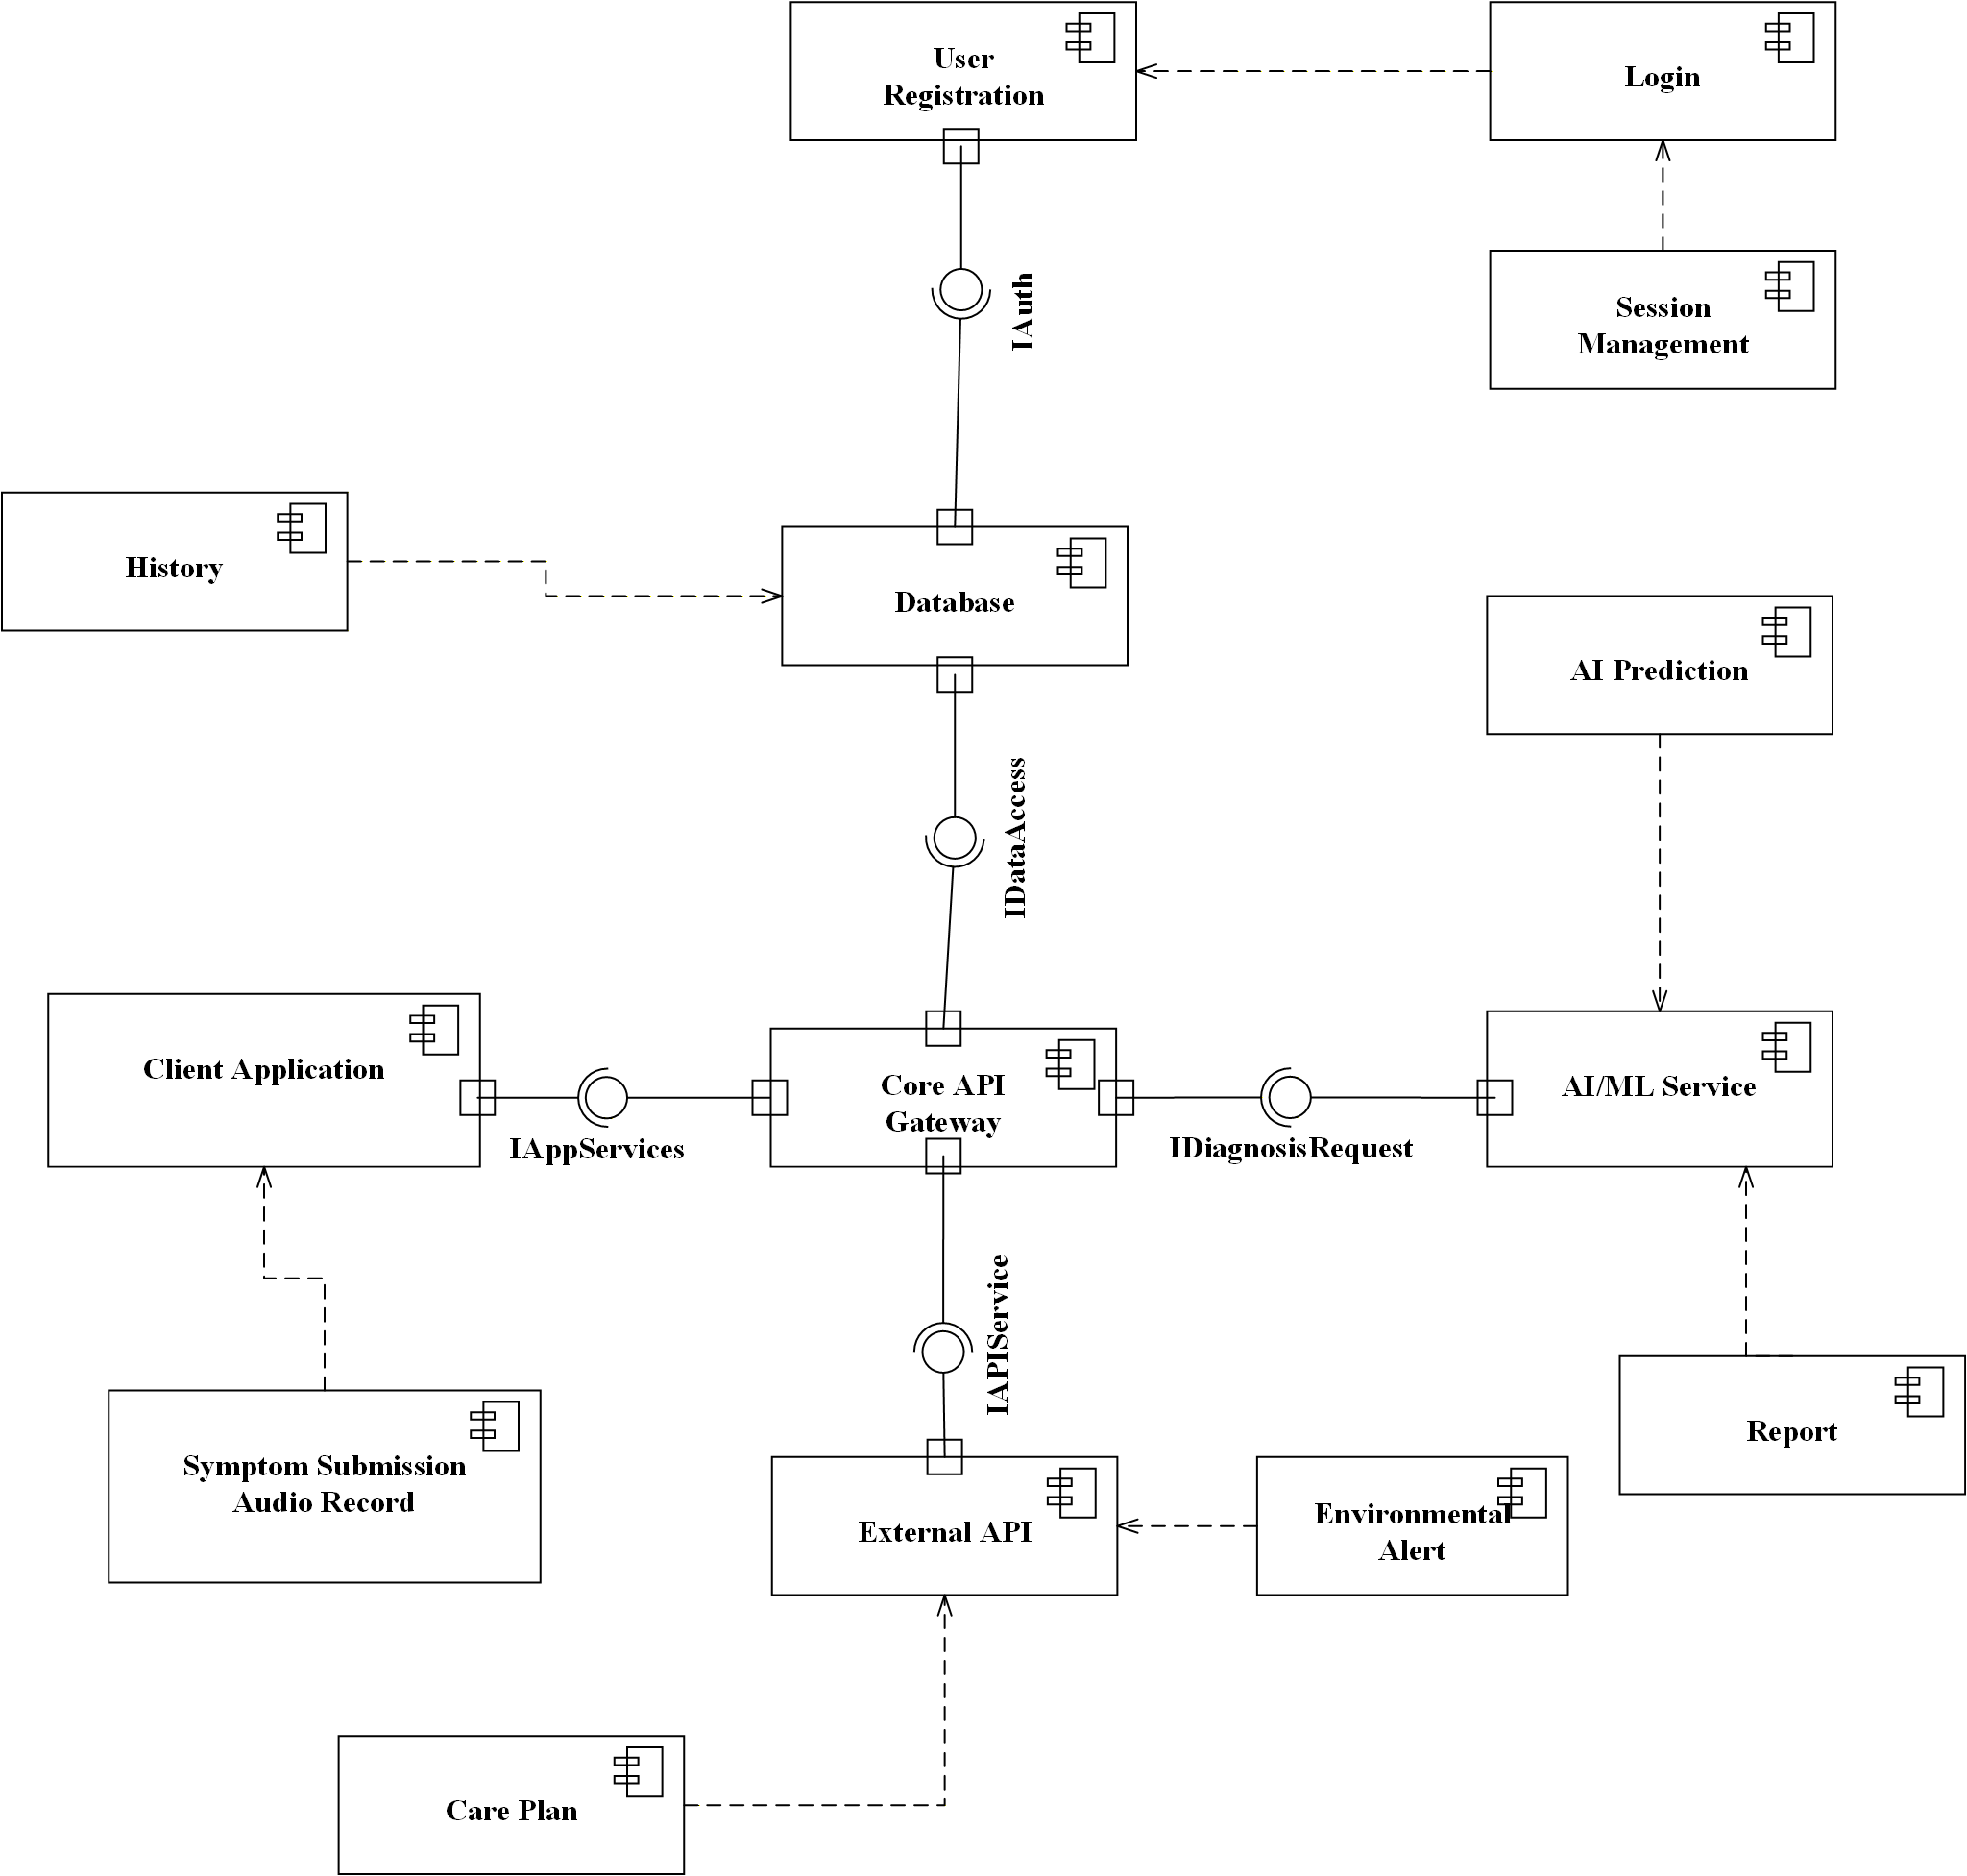 User
Registration
Login
IAuth
Session
Management
History
Database
AI Prediction
IDataAccess
Client Application
Core API
Gateway
AI/ML Service
IAppServices
IDiagnosisRequest
IAPIService
Symptom Submission
Audio Record
Report
External API
Environmental
Alert
Care Plan